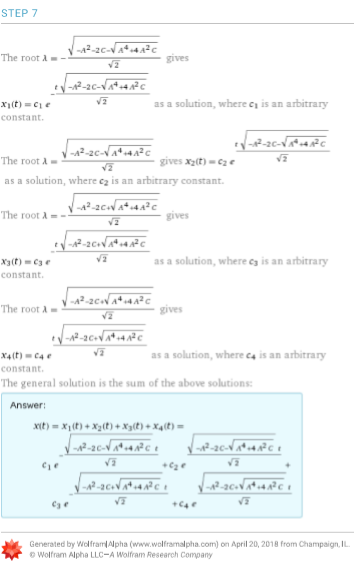 STEP 7
The root λ = -√(-A²-2C-√(A⁴+4A²C))/√2 gives
x₁(t) = c₁ e^(-(t√(-A²-2C-√(A⁴+4A²C)))/√2) as a solution, where c₁ is an arbitrary
constant.
The root λ = √(-A²-2C-√(A⁴+4A²C))/√2 gives x₂(t) = c₂ e^((t√(-A²-2C-√(A⁴+4A²C)))/√2)
as a solution, where c₂ is an arbitrary constant.
The root λ = -√(-A²-2C+√(A⁴+4A²C))/√2 gives
x₃(t) = c₃ e^(-(t√(-A²-2C+√(A⁴+4A²C)))/√2) as a solution, where c₃ is an arbitrary
constant.
The root λ = √(-A²-2C+√(A⁴+4A²C))/√2 gives
x₄(t) = c₄ e^((t√(-A²-2C+√(A⁴+4A²C)))/√2) as a solution, where c₄ is an arbitrary
constant.
The general solution is the sum of the above solutions:
Answer:
x(t) = x₁(t) + x₂(t) + x₃(t) + x₄(t) =
c₁ e^(-(√(-A²-2C-√(A⁴+4A²C)) t)/√2) + c₂ e^((√(-A²-2C-√(A⁴+4A²C)) t)/√2) +
c₃ e^(-(√(-A²-2C+√(A⁴+4A²C)) t)/√2) + c₄ e^((√(-A²-2C+√(A⁴+4A²C)) t)/√2)
Generated by Wolfram|Alpha (www.wolframalpha.com) on April 20, 2018 from Champaign, IL.
© Wolfram Alpha LLC—A Wolfram Research Company